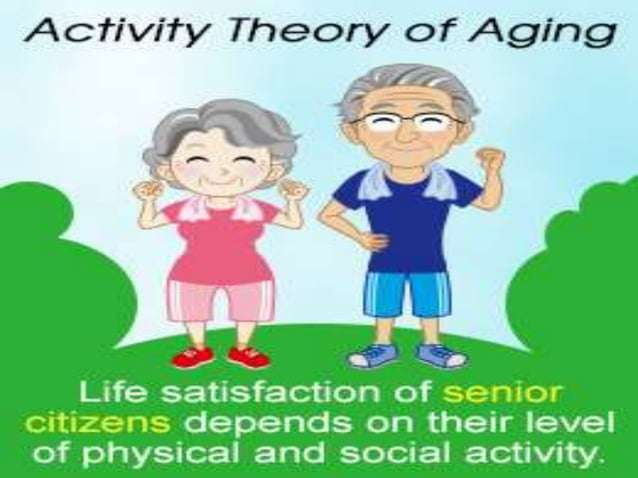 Activity Theory of Aging
Life satisfaction of senior
citizens depends on their level
of physical and social activity.